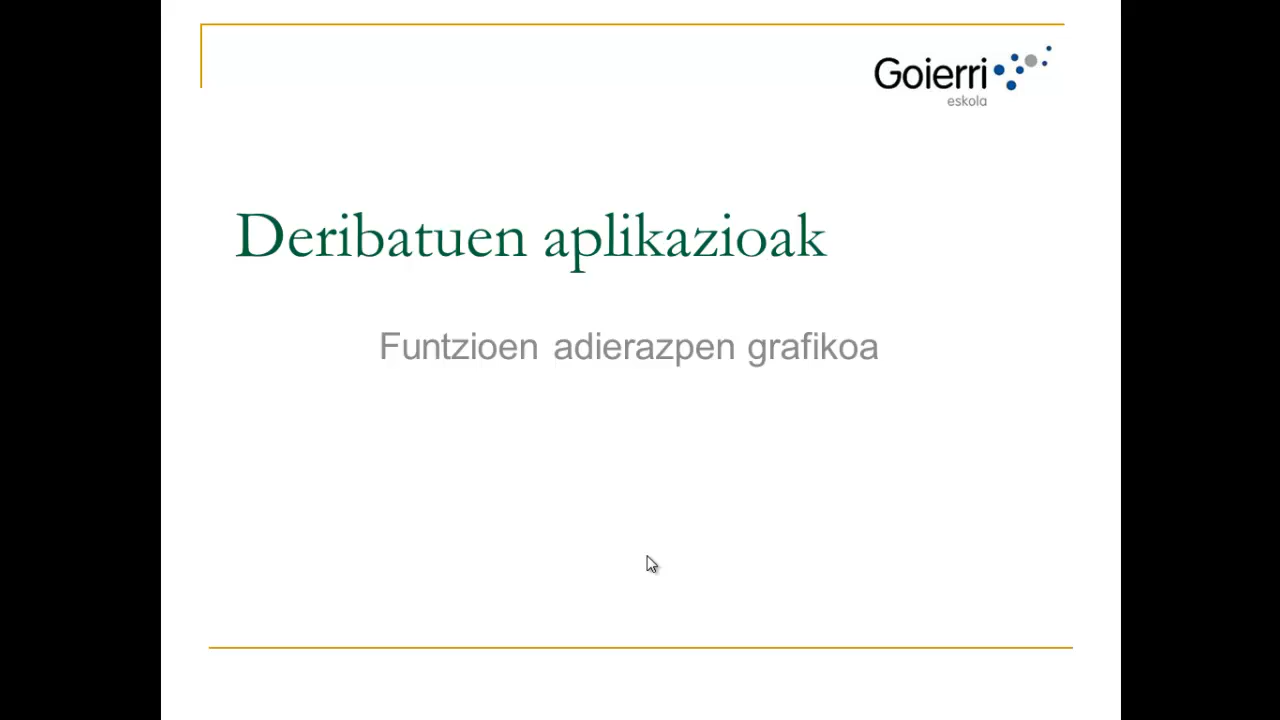 Goierri
eskola
Deribatuen aplikazioak
Funtzioen adierazpen grafikoa